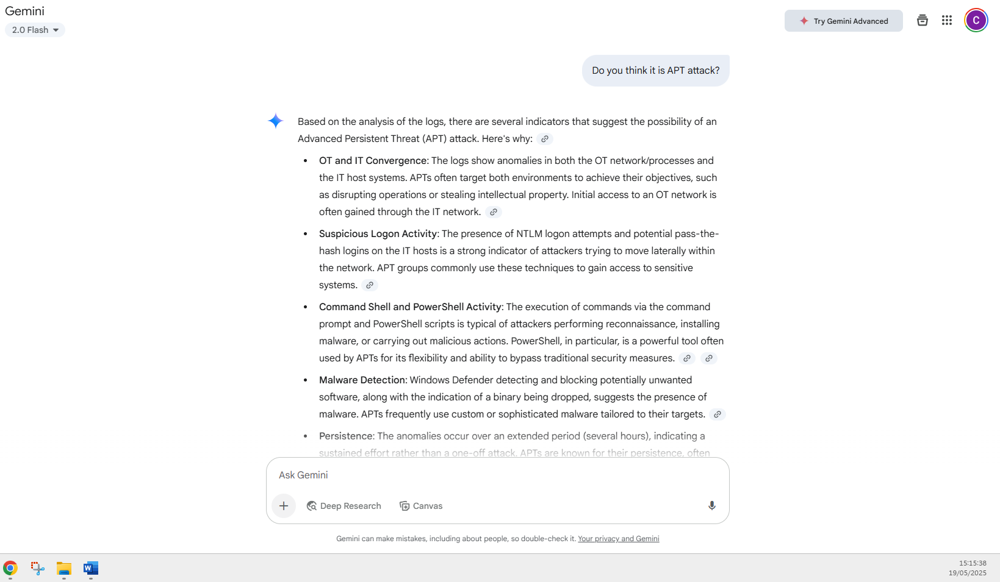 Gemini
2.0 Flash
Try Gemini Advanced
C
Do you think it is APT attack?
Based on the analysis of the logs, there are several indicators that suggest the possibility of an
Advanced Persistent Threat (APT) attack. Here's why:
• OT and IT Convergence: The logs show anomalies in both the OT network/processes and
the IT host systems. APTs often target both environments to achieve their objectives, such
as disrupting operations or stealing intellectual property. Initial access to an OT network is
often gained through the IT network.
• Suspicious Logon Activity: The presence of NTLM logon attempts and potential pass-the-
hash logins on the IT hosts is a strong indicator of attackers trying to move laterally within
the network. APT groups commonly use these techniques to gain access to sensitive
systems.
• Command Shell and PowerShell Activity: The execution of commands via the command
prompt and PowerShell scripts is typical of attackers performing reconnaissance, installing
malware, or carrying out malicious actions. PowerShell, in particular, is a powerful tool often
used by APTs for its flexibility and ability to bypass traditional security measures.
• Malware Detection: Windows Defender detecting and blocking potentially unwanted
software, along with the indication of a binary being dropped, suggests the presence of
malware. APTs frequently use custom or sophisticated malware tailored to their targets.
• Persistence: The anomalies occur over an extended period (several hours), indicating a
sustained effort rather than a one-off attack. APTs are known for their persistence, often
Ask Gemini
Deep Research
Canvas
Gemini can make mistakes, including about people, so double-check it. Your privacy and Gemini
W
15:15:38
19/05/2025